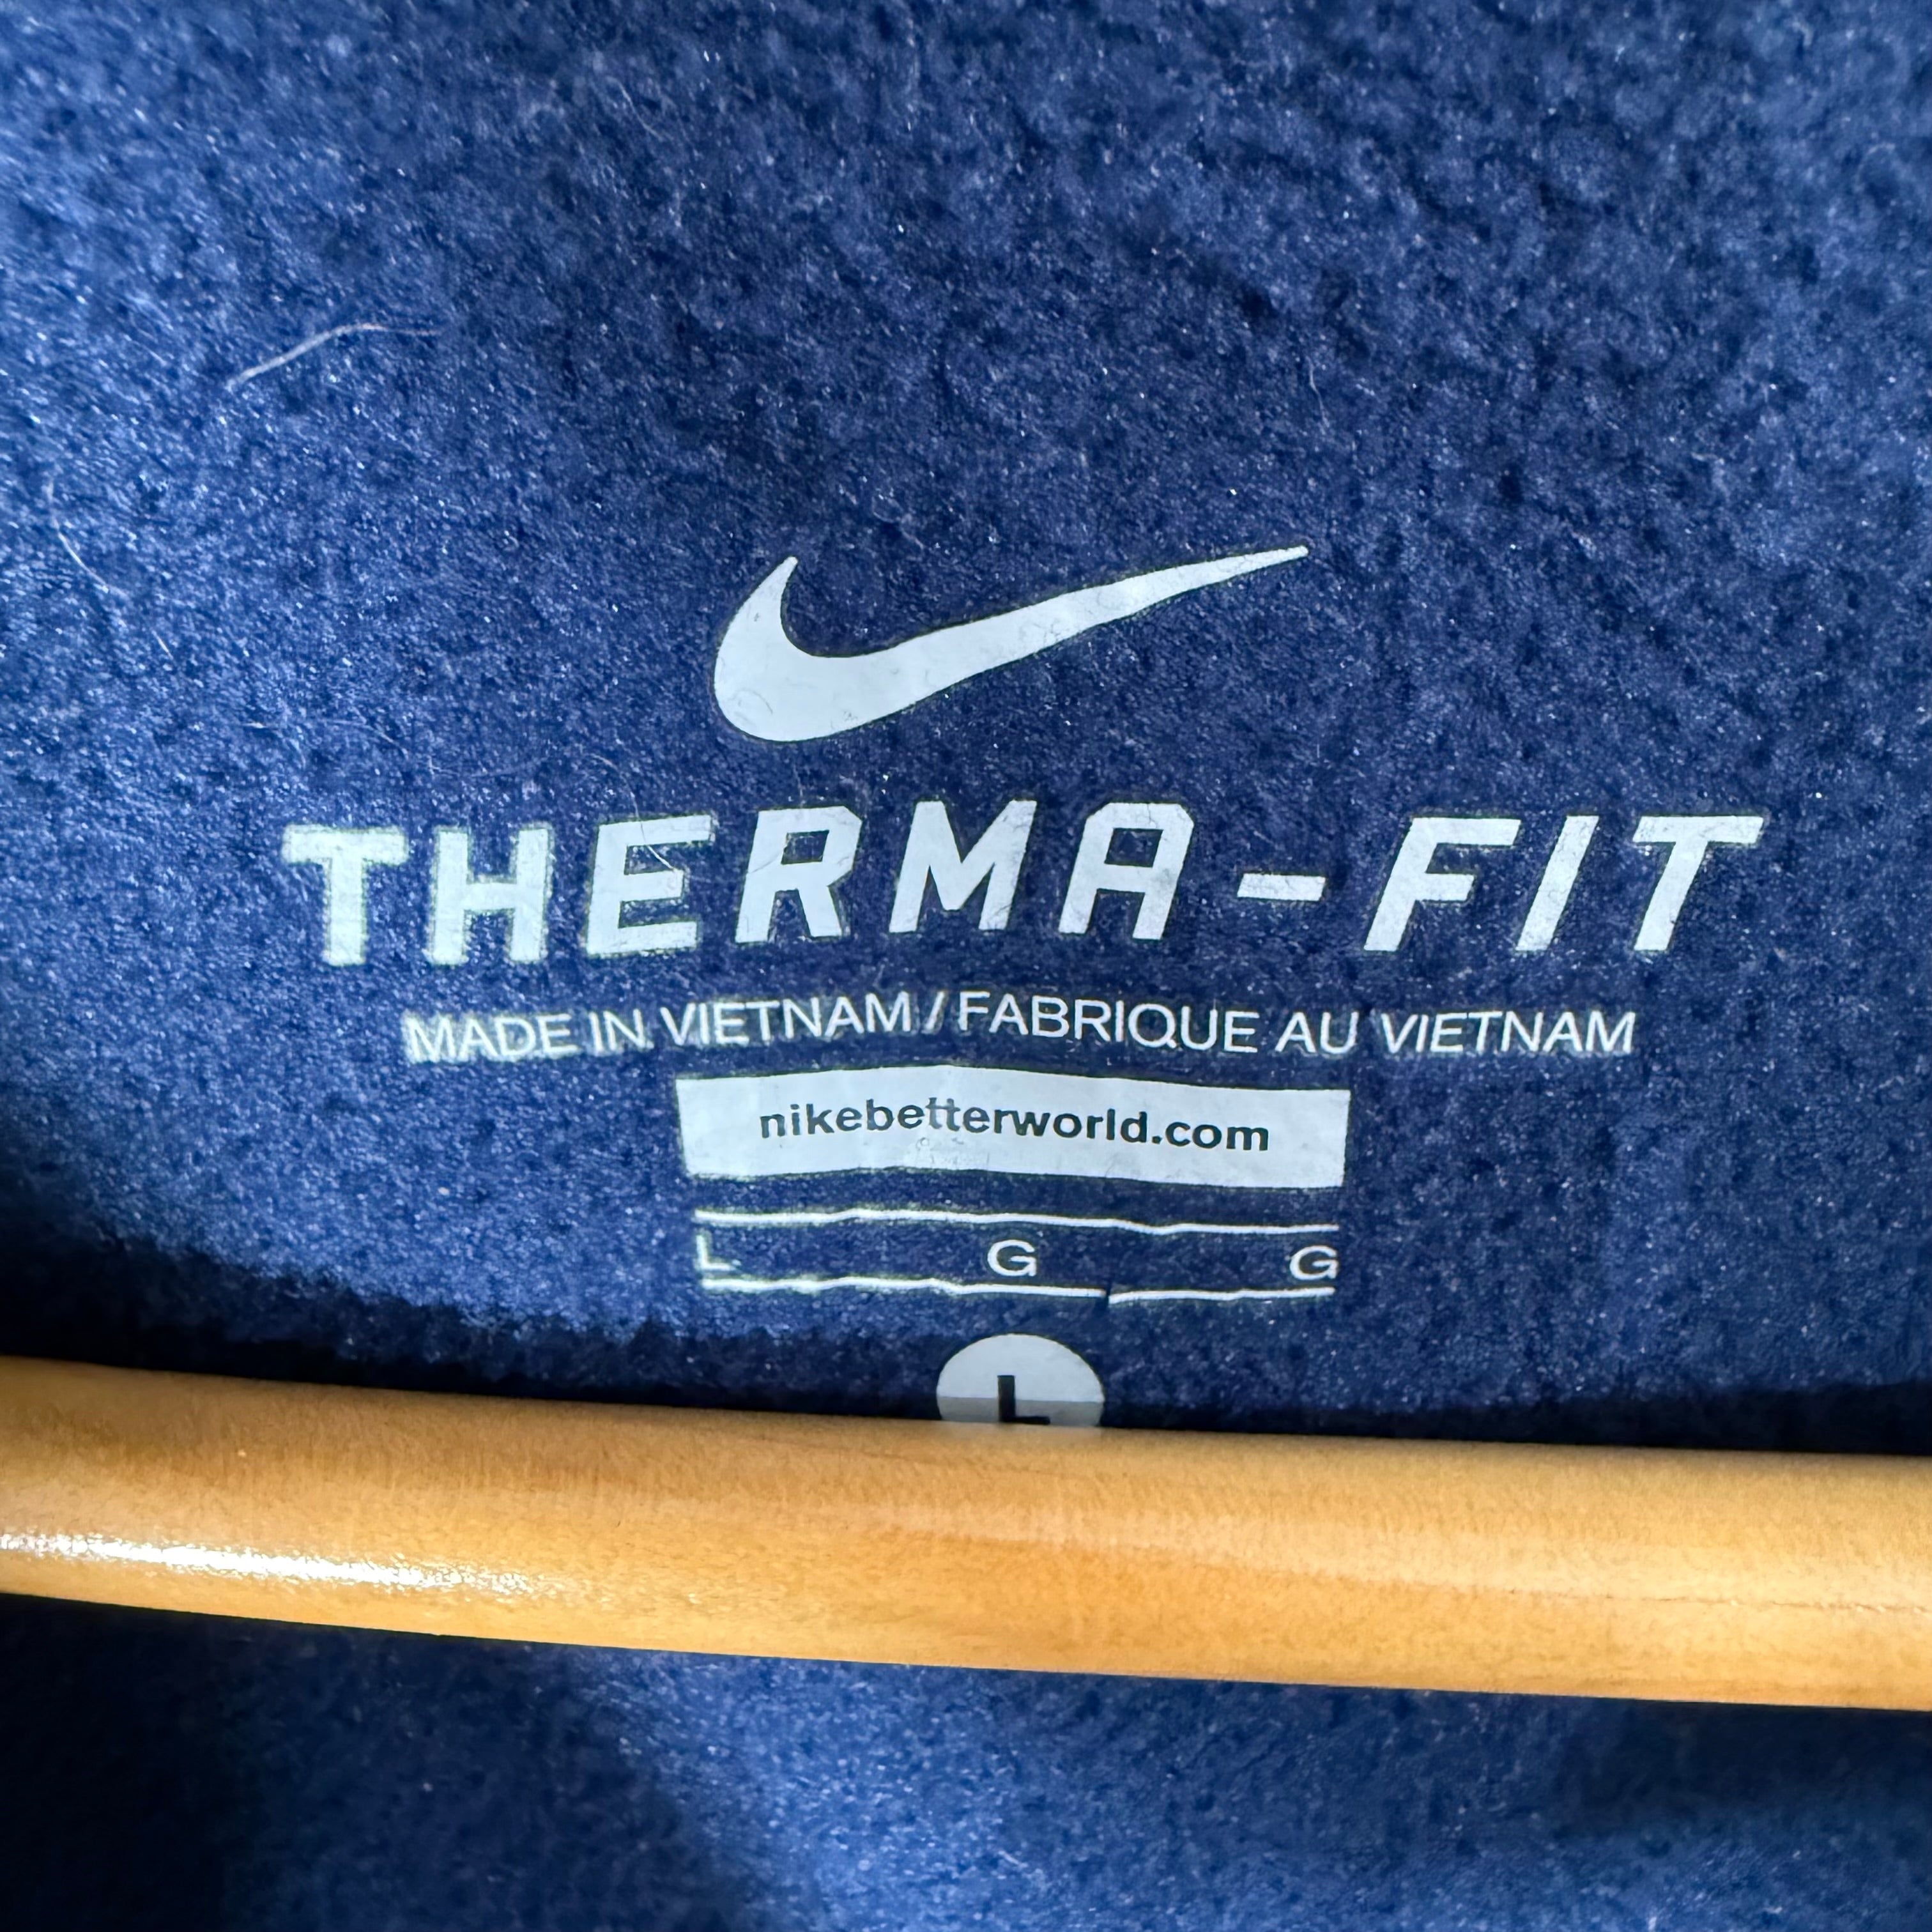 THERMA-FIT
MADE IN VIETNAM / FABRIQUE AU VIETNAM
nikebetterworld.com
L G G
L